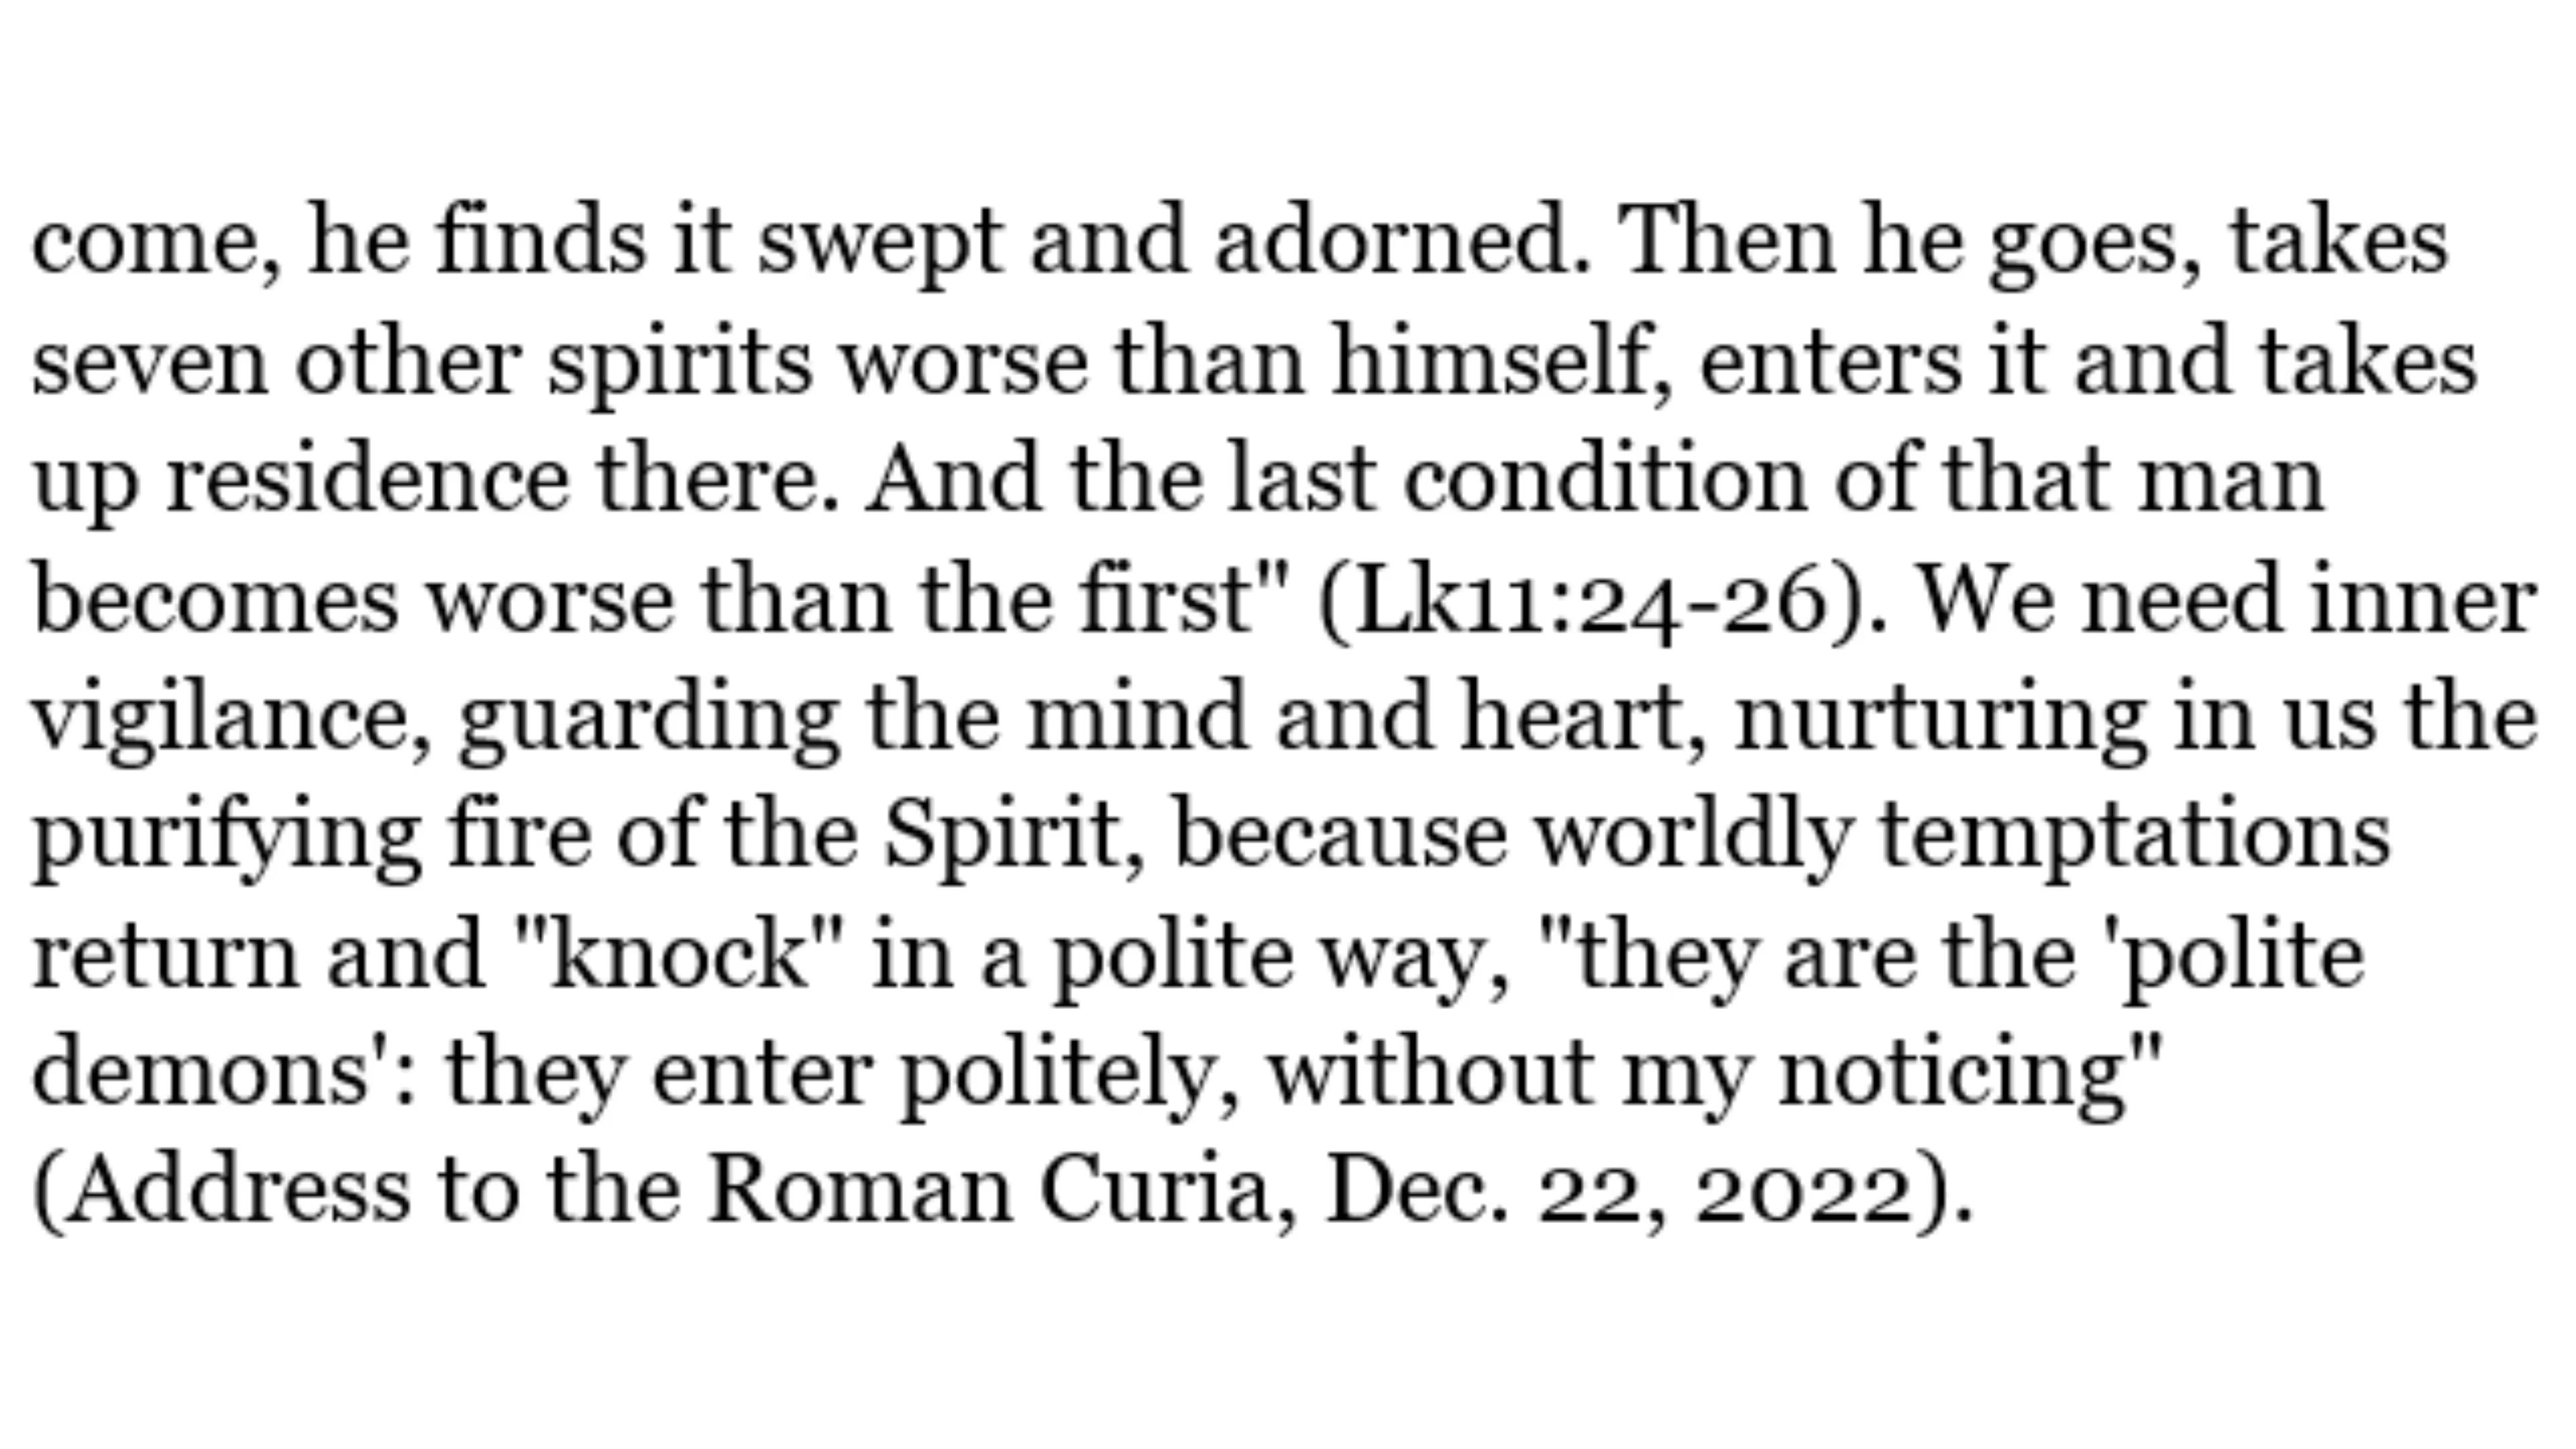 come, he finds it swept and adorned. Then he goes, takes
seven other spirits worse than himself, enters it and takes
up residence there. And the last condition of that man
becomes worse than the first" (Lk11:24-26). We need inner
vigilance, guarding the mind and heart, nurturing in us the
purifying fire of the Spirit, because worldly temptations
return and "knock" in a polite way, "they are the 'polite
demons': they enter politely, without my noticing"
(Address to the Roman Curia, Dec. 22, 2022).